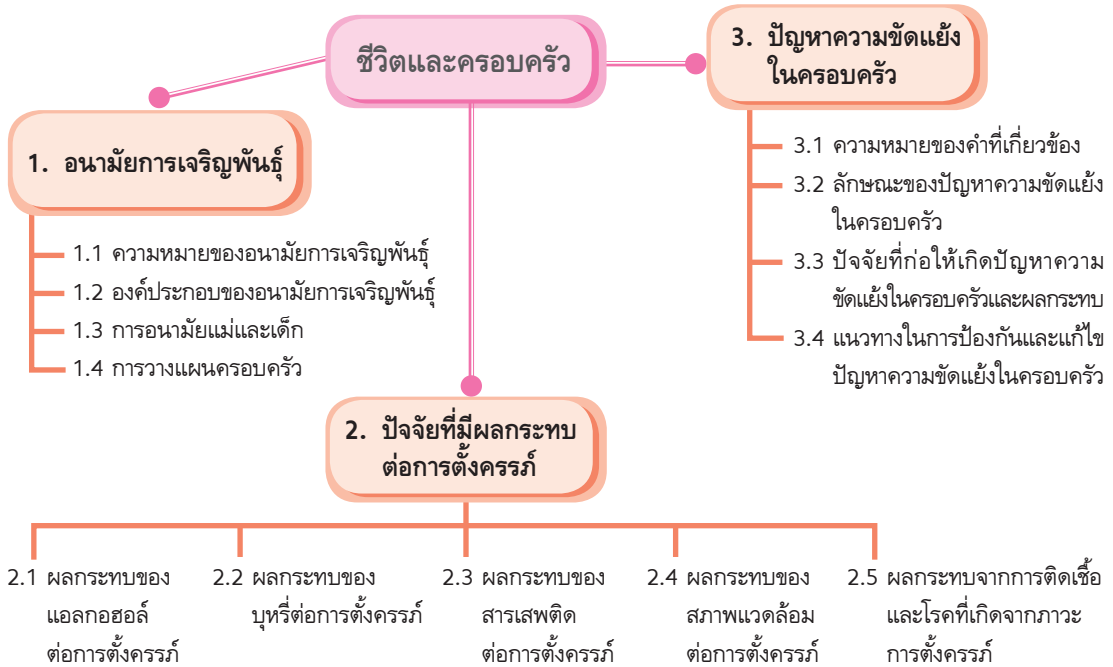 ชีวิตและครอบครัว
1. อนามัยการเจริญพันธุ์
1.1 ความหมายของอนามัยการเจริญพันธุ์
1.2 องค์ประกอบของอนามัยการเจริญพันธุ์
1.3 การอนามัยแม่และเด็ก
1.4 การวางแผนครอบครัว
2. ปัจจัยที่มีผลกระทบ
ต่อการตั้งครรภ์
2.1 ผลกระทบของ
แอลกอฮอล์
ต่อการตั้งครรภ์
2.2 ผลกระทบของ
บุหรี่ต่อการตั้งครรภ์
2.3 ผลกระทบของ
สารเสพติด
ต่อการตั้งครรภ์
2.4 ผลกระทบของ
สภาพแวดล้อม
ต่อการตั้งครรภ์
2.5 ผลกระทบจากการติดเชื้อ
และโรคที่เกิดจากภาวะ
การตั้งครรภ์
3. ปัญหาความขัดแย้ง
ในครอบครัว
3.1 ความหมายของคำที่เกี่ยวข้อง
3.2 ลักษณะของปัญหาความขัดแย้ง
ในครอบครัว
3.3 ปัจจัยที่ก่อให้เกิดปัญหาความ
ขัดแย้งในครอบครัวและผลกระทบ
3.4 แนวทางในการป้องกันและแก้ไข
ปัญหาความขัดแย้งในครอบครัว